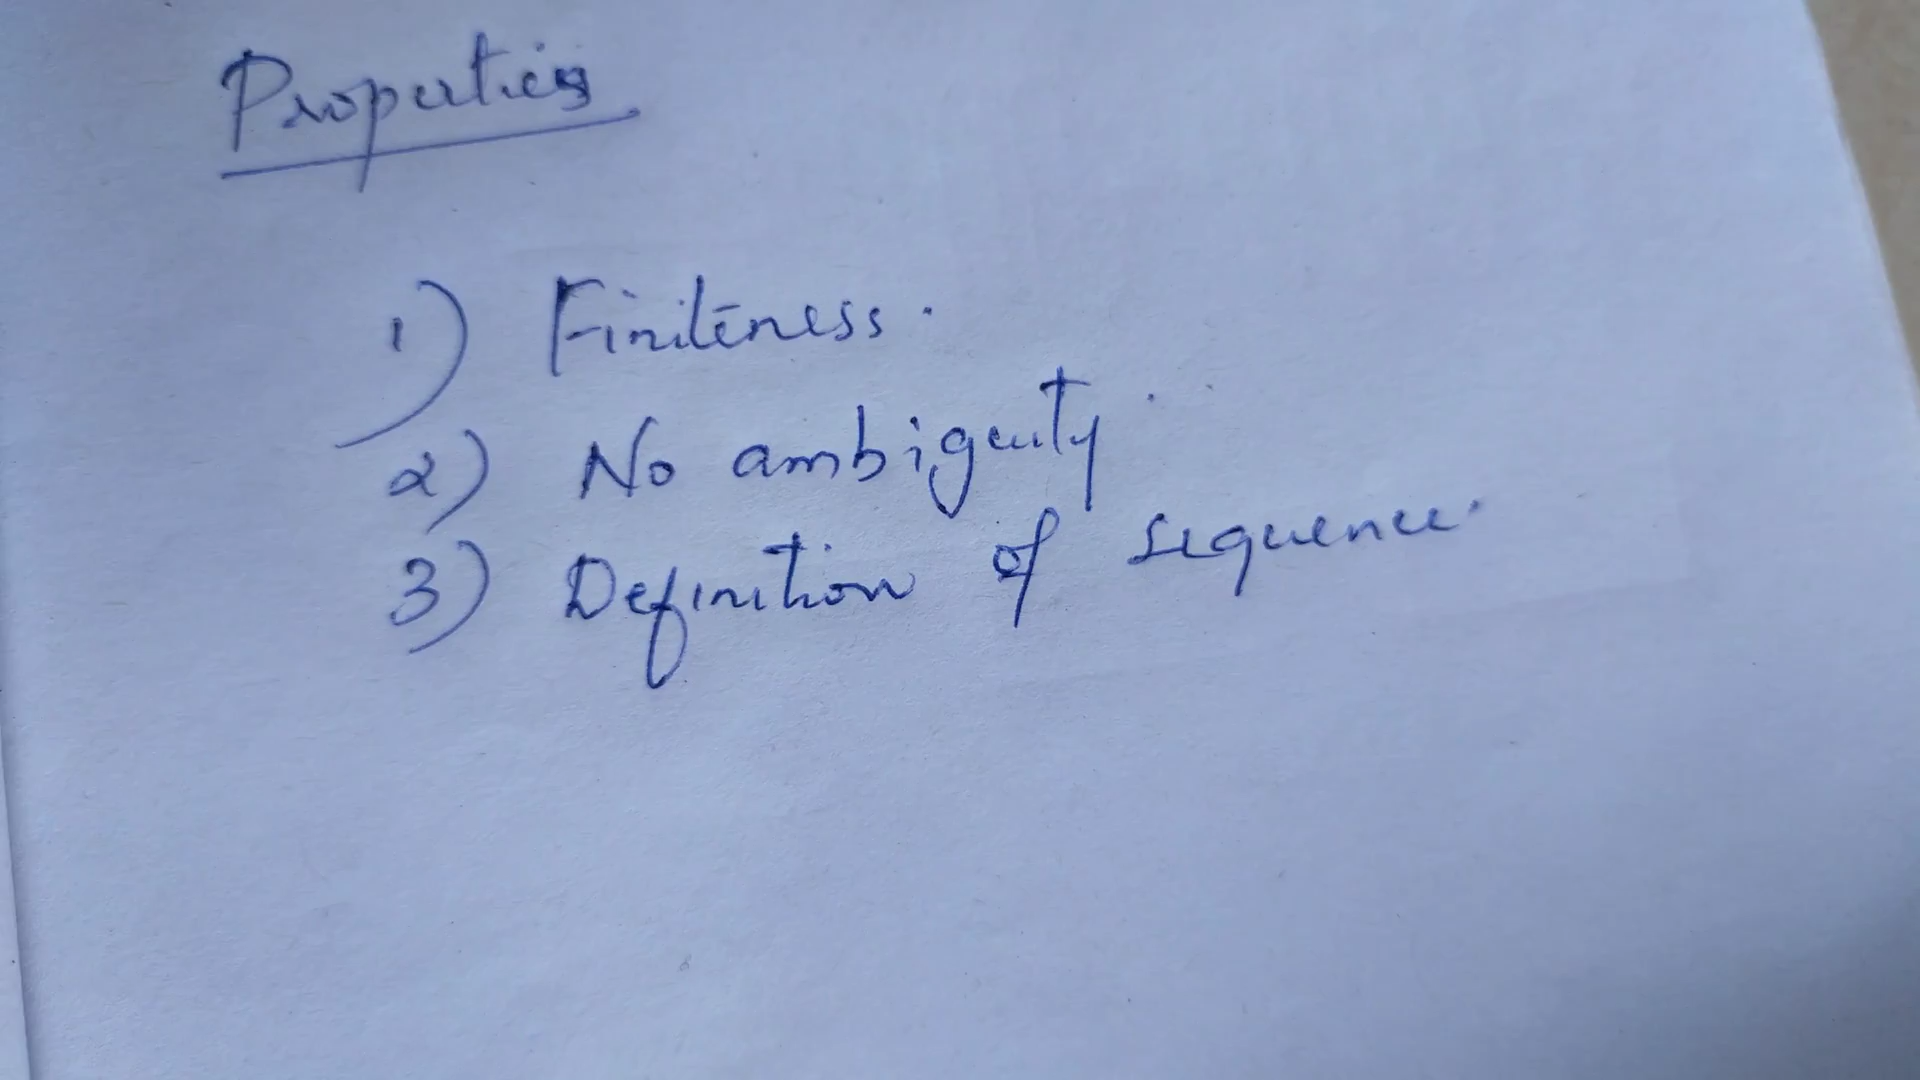 Properties
1) Finiteness.
2) No ambiguity.
3) Definition of sequence.